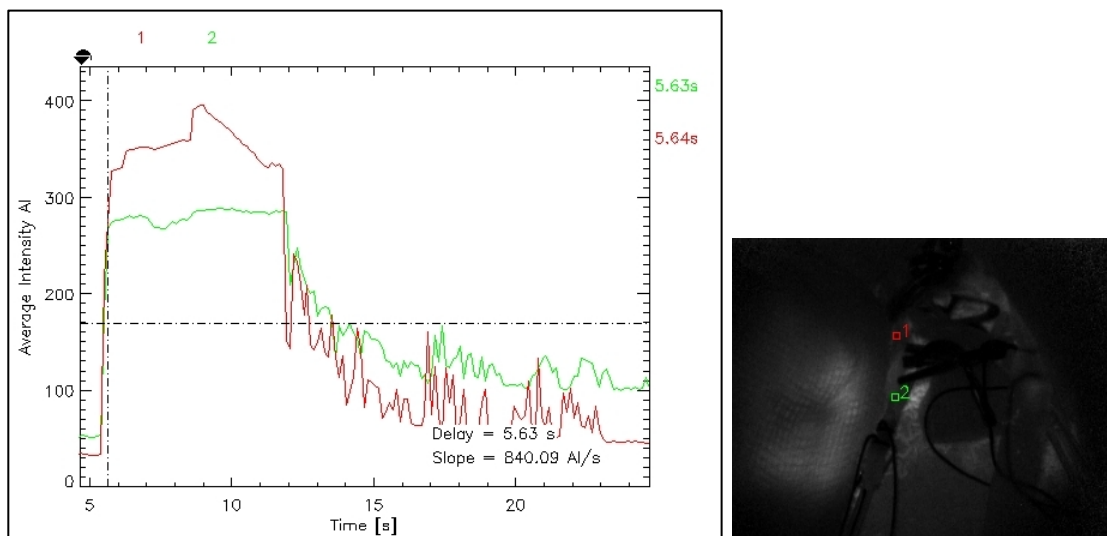 1 2
400
300
200
100
0
Average Intensity AI
5.63s
5.64s
Delay = 5.63 s
Slope = 840.09 AI/s
5 10 15 20
Time [s]
1
2